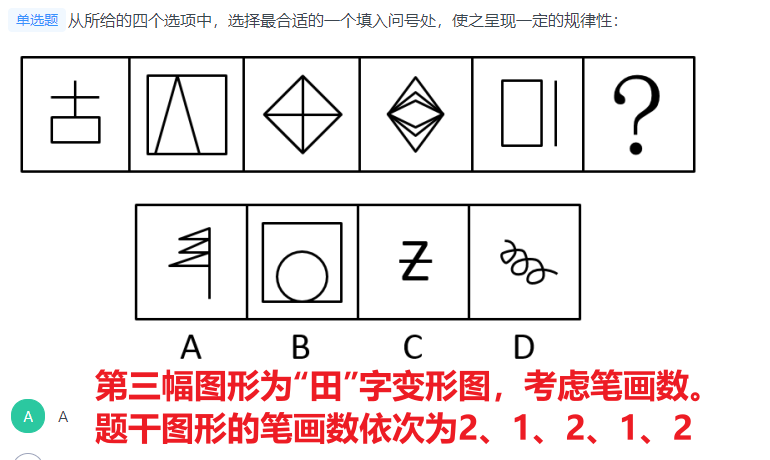 单选题 从所给的四个选项中，选择最合适的一个填入问号处，使之呈现一定的规律性：
?
A B C D
第三幅图形为“田”字变形图，考虑笔画数。
A A
题干图形的笔画数依次为2、1、2、1、2